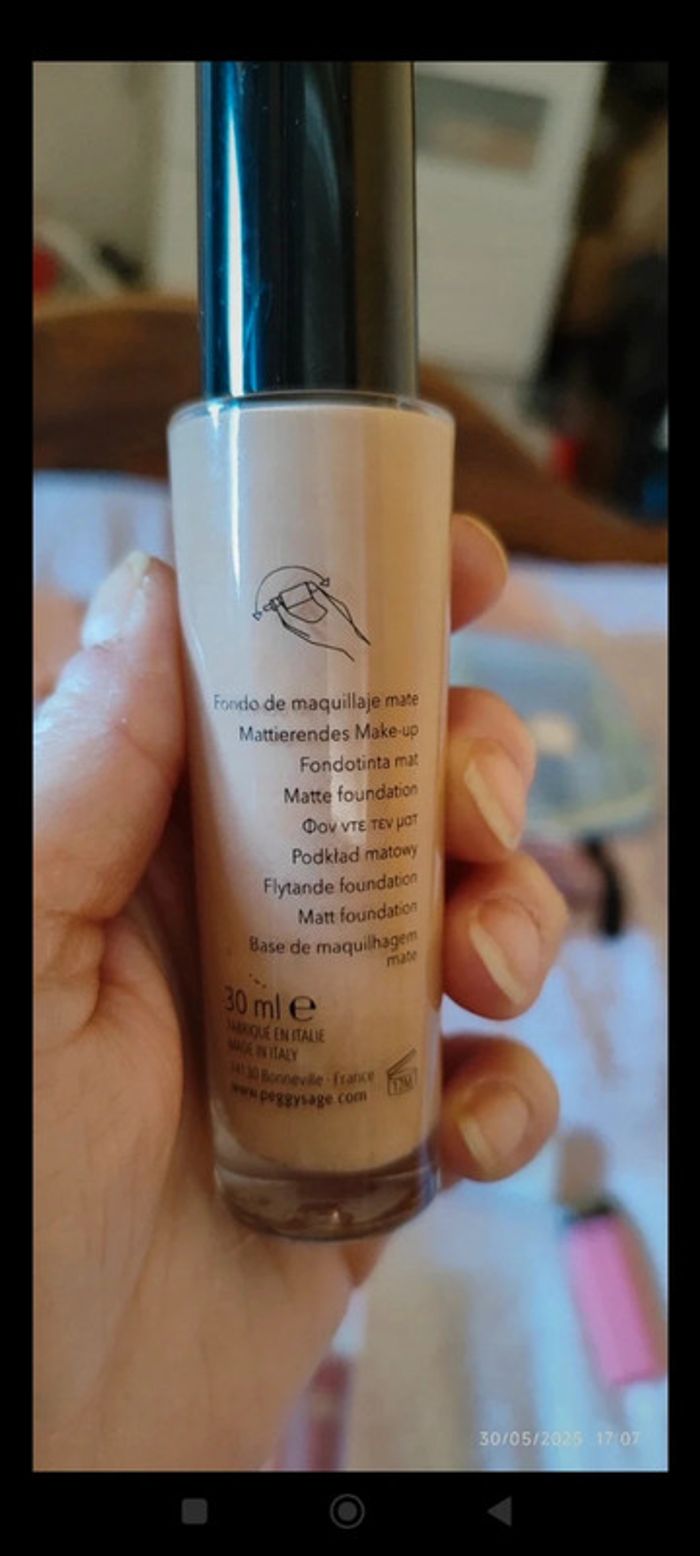 Fondo de maquillaje mate
Mattierendes Make-up
Fondotinta mat
Matte foundation
Φον ντε τεν ματ
Podkład matowy
Flytande foundation
Matt foundation
Base de maquilhagem
mate
30 ml e
FABRIQUÉ EN ITALIE
MADE IN ITALY
74130 Bonneville - France
www.peggysage.com
12M
30/05/2025 17:07